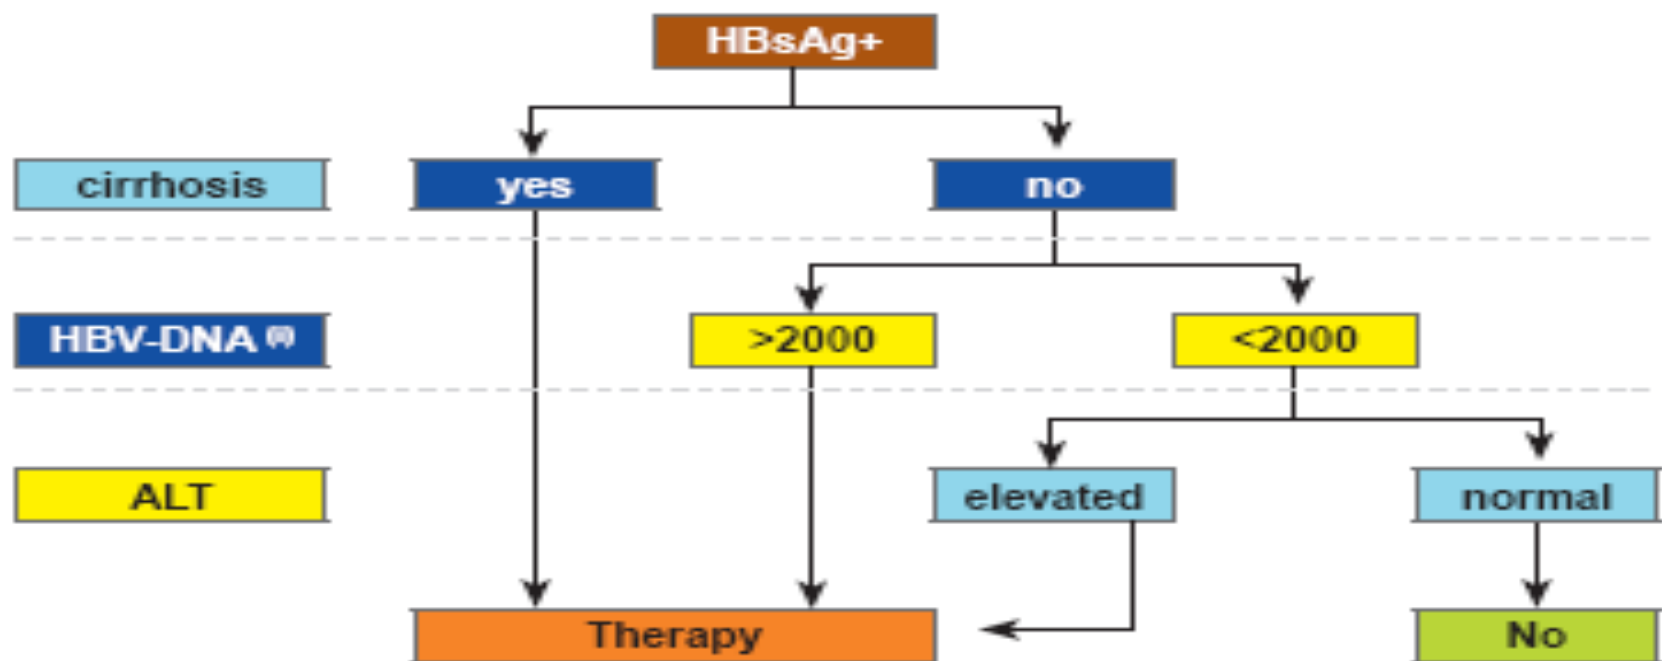 HBsAg+
cirrhosis yes no
HBV-DNA >2000 <2000
ALT elevated normal
Therapy No